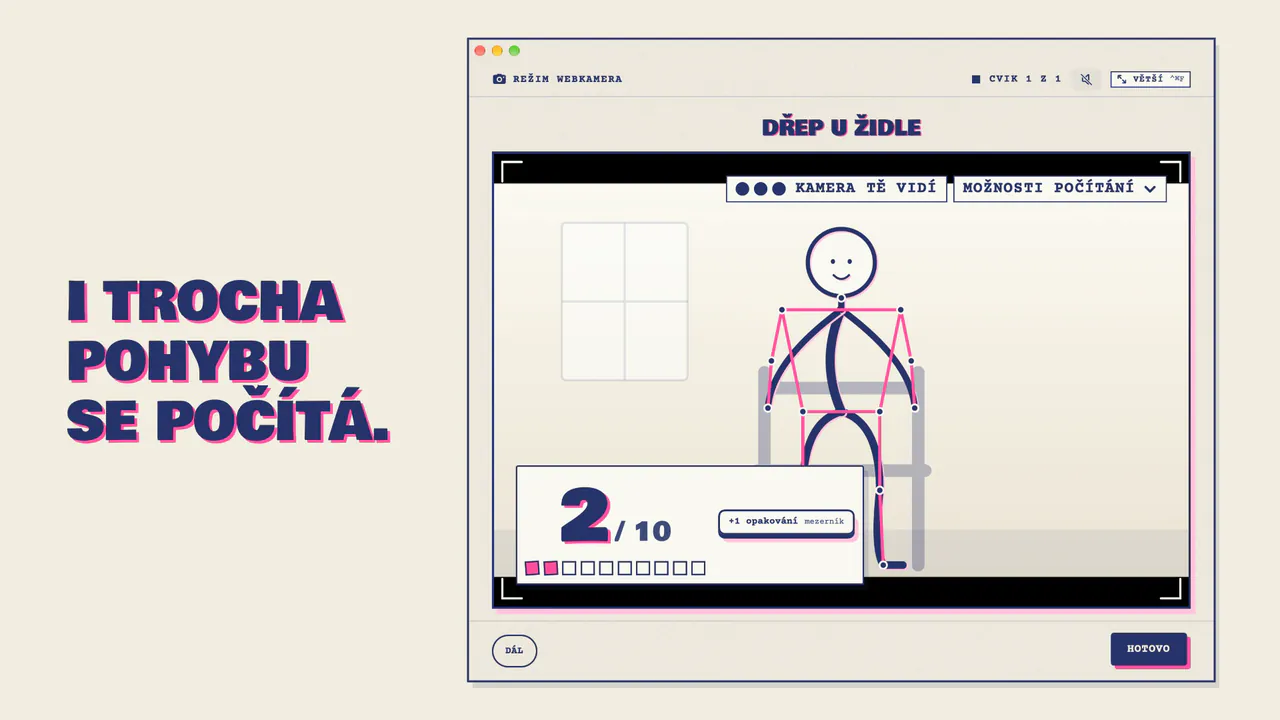 I TROCHA
POHYBU
SE POČÍTÁ.
REŽIM WEBKAMERA
CVIK 1 Z 1
VĚTŠÍ
DŘEP U ŽIDLE
KAMERA TĚ VIDÍ
MOŽNOSTI POČÍTÁNÍ
2 / 10
+1 opakování mezerník
DÁL
HOTOVO